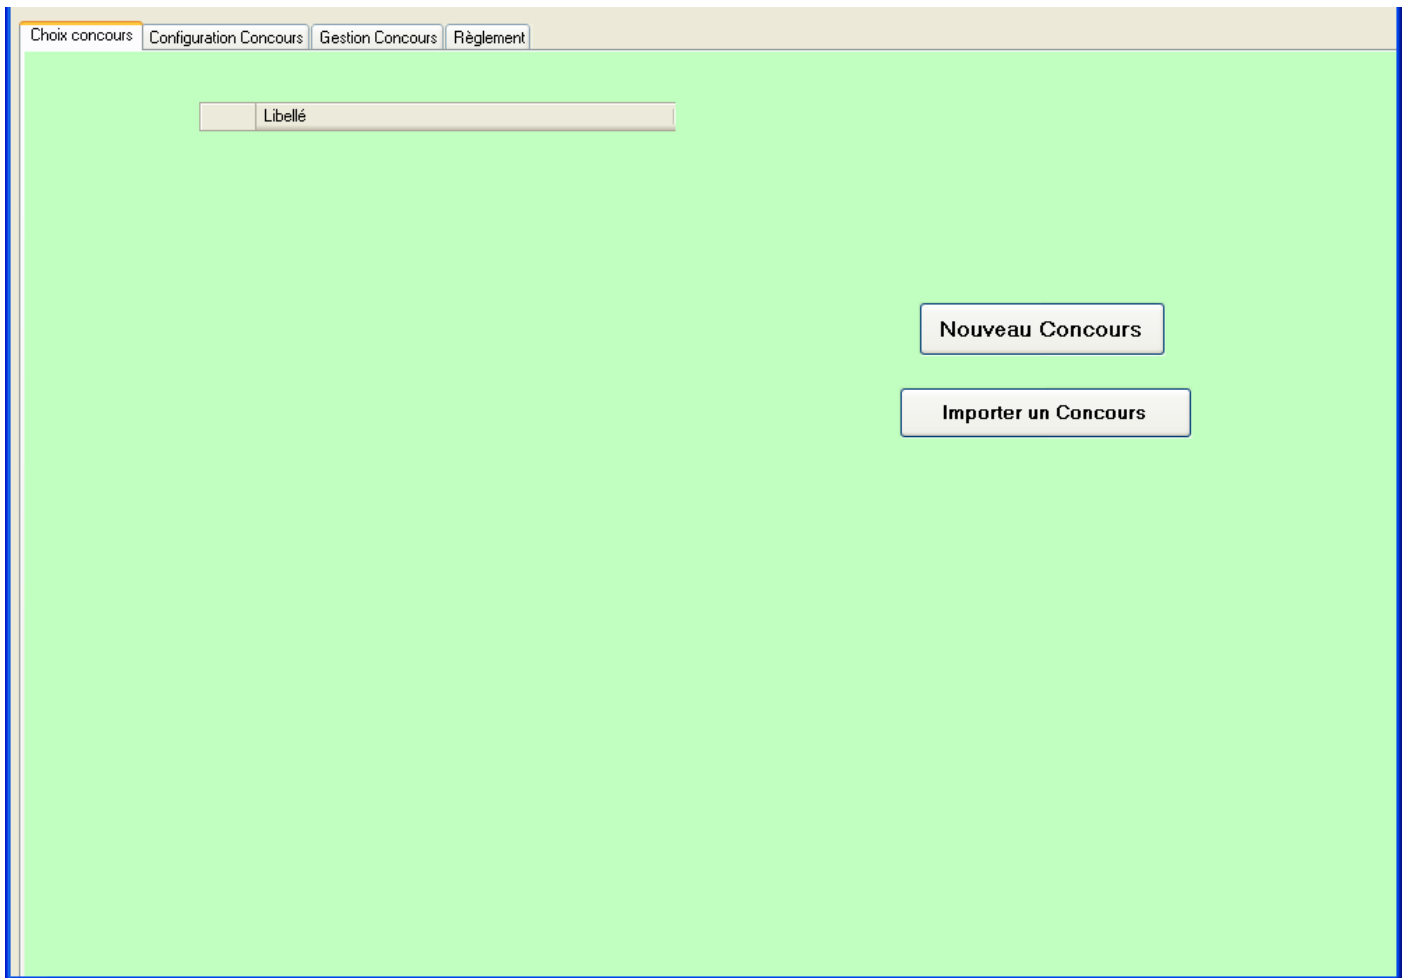 Choix concours Configuration Concours Gestion Concours Règlement
Libellé
Nouveau Concours
Importer un Concours